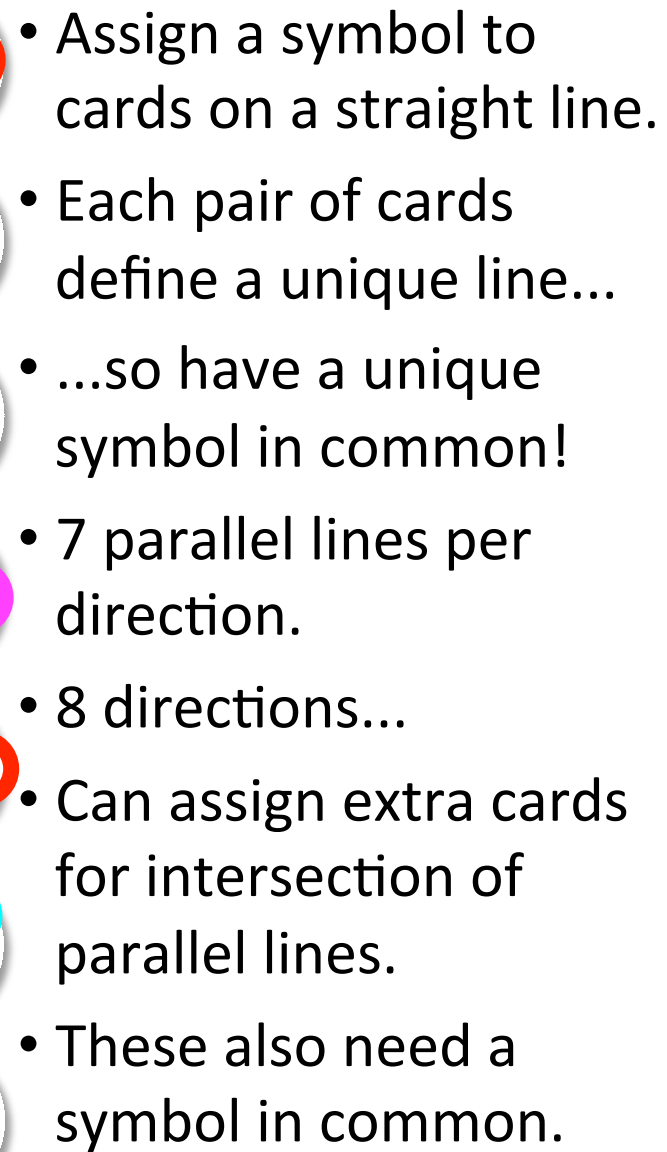 • Assign a symbol to
cards on a straight line.
• Each pair of cards
define a unique line...
• ...so have a unique
symbol in common!
• 7 parallel lines per
direction.
• 8 directions...
• Can assign extra cards
for intersection of
parallel lines.
• These also need a
symbol in common.